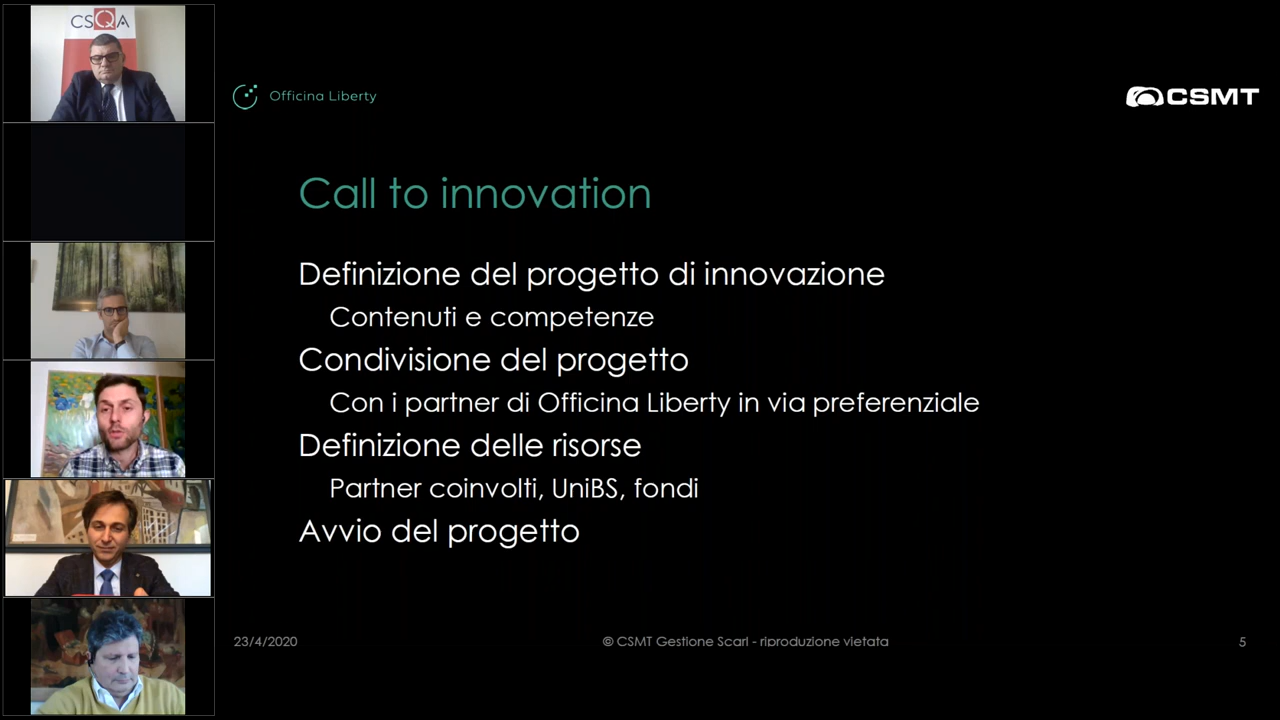 CSQA
Officina Liberty
CSMT
Call to innovation
Definizione del progetto di innovazione
Contenuti e competenze
Condivisione del progetto
Con i partner di Officina Liberty in via preferenziale
Definizione delle risorse
Partner coinvolti, UniBS, fondi
Avvio del progetto
23/4/2020
© CSMT Gestione Scarl - riproduzione vietata
5